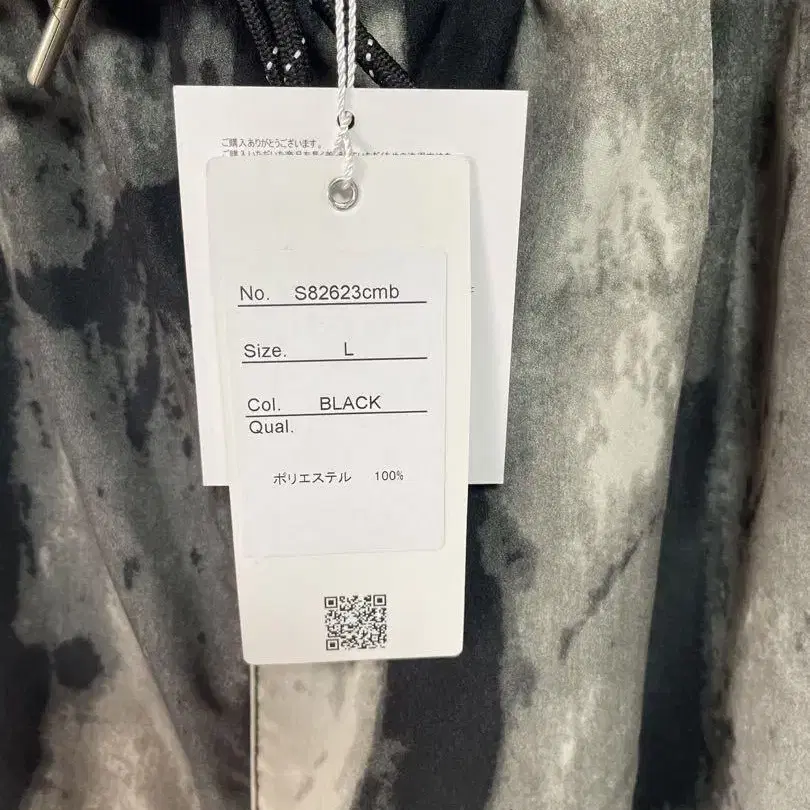 ご購入ありがとうございます。
No. S82623cmb
Size. L
Col. BLACK
Qual.
ポリエステル 100%